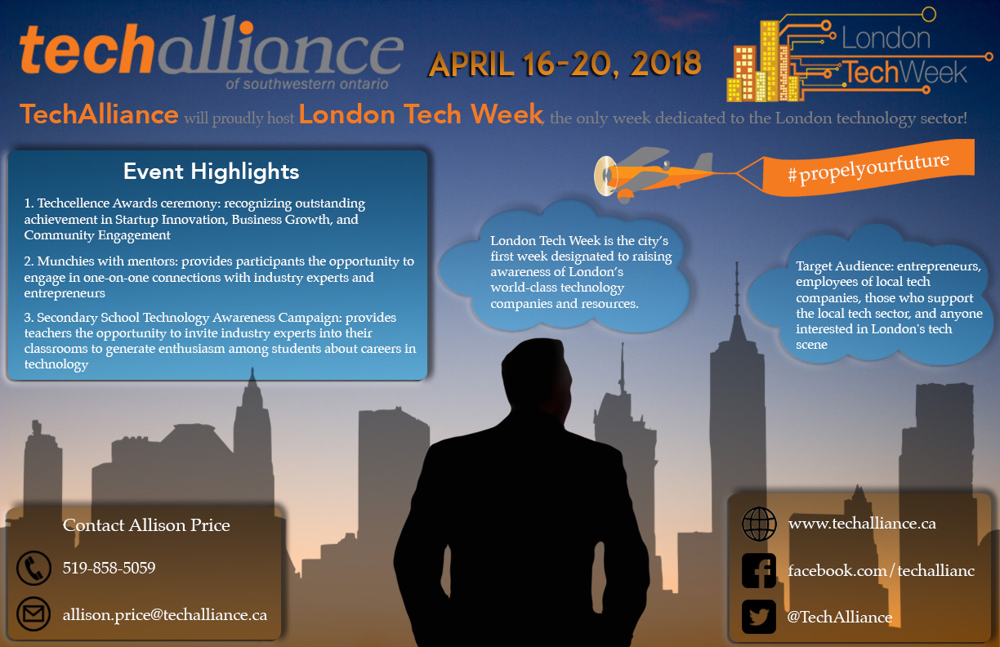 techalliance
of southwestern ontario
APRIL 16-20, 2018
London
TechWeek
TechAlliance will proudly host London Tech Week, the only week dedicated to the London technology sector!
#propelyourfuture
Event Highlights
1. Techcellence Awards ceremony: recognizing outstanding
achievement in Startup Innovation, Business Growth, and
Community Engagement
2. Munchies with mentors: provides participants the opportunity to
engage in one-on-one connections with industry experts and
entrepreneurs
3. Secondary School Technology Awareness Campaign: provides
teachers the opportunity to invite industry experts into their
classrooms to generate enthusiasm among students about careers in
technology
London Tech Week is the city's
first week designated to raising
awareness of London's
world-class technology
companies and resources.
Target Audience: entrepreneurs,
employees of local tech
companies, those who support
the local tech sector, and anyone
interested in London's tech
scene
Contact Allison Price
519-858-5059
allison.price@techalliance.ca
www.techalliance.ca
facebook.com/techallianc
@TechAlliance